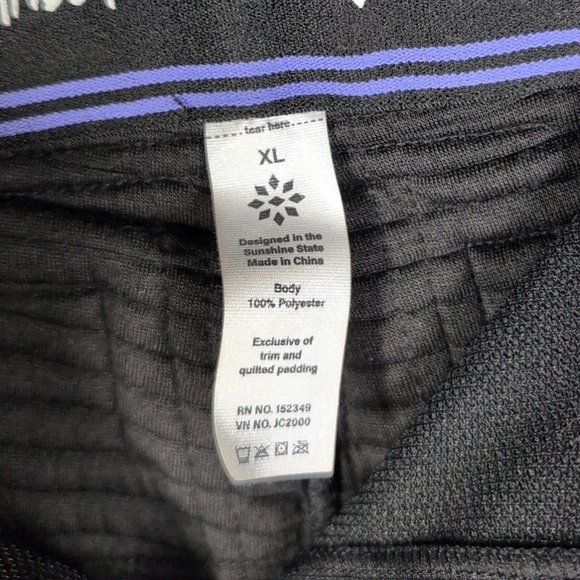 tear here
XL
Designed in the
Sunshine State
Made in China
Body
100% Polyester
Exclusive of
trim and
quilted padding
RN NO. 152349
VN NO. JC2000